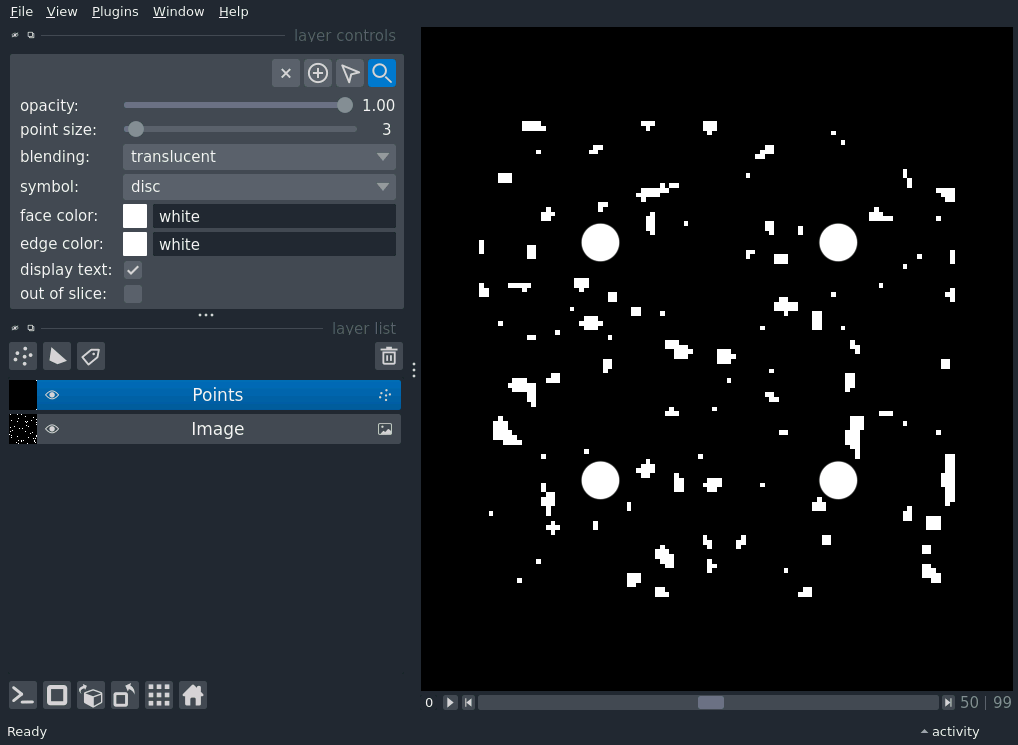 File View Plugins Window Help
layer controls
opacity: 1.00
point size: 3
blending: translucent
symbol: disc
face color: white
edge color: white
display text:
out of slice:
layer list
Points
Image
0 50 | 99
Ready activity